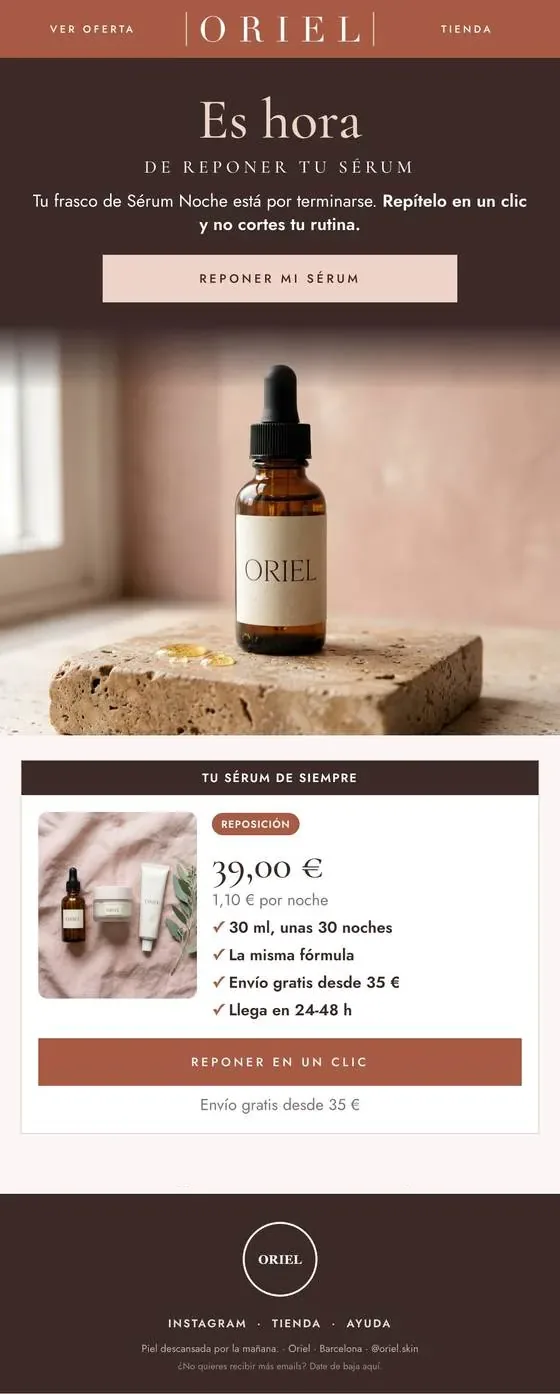 VER OFERTA
ORIEL
TIENDA
Es hora
DE REPONER TU SÉRUM
Tu frasco de Sérum Noche está por terminarse. Repítelo en un clic
y no cortes tu rutina.
REPONER MI SÉRUM
ORIEL
TU SÉRUM DE SIEMPRE
REPOSICIÓN
39,00 €
1,10 € por noche
✓ 30 ml, unas 30 noches
✓ La misma fórmula
✓ Envío gratis desde 35 €
✓ Llega en 24-48 h
ORIEL
ORIEL
ORIEL
REPONER EN UN CLIC
Envío gratis desde 35 €
ORIEL
INSTAGRAM · TIENDA · AYUDA
Piel descansada por la mañana. · Oriel · Barcelona · @oriel.skin
¿No quieres recibir más emails? Date de baja aquí.